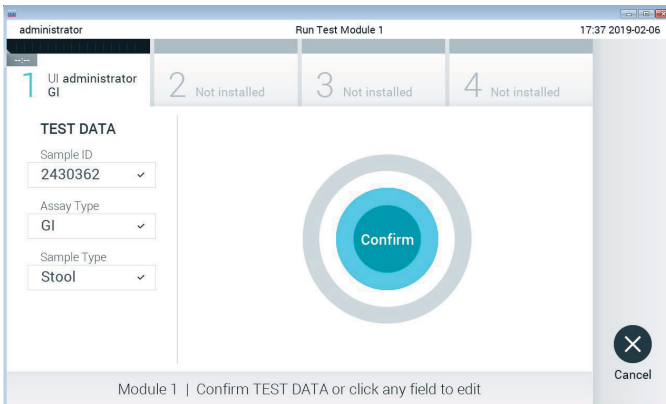 administrator
Run Test Module 1
17:37 2019-02-06
--:--
1 UI administrator
GI
2 Not installed
3 Not installed
4 Not installed
TEST DATA
Sample ID
2430362
Assay Type
GI
Sample Type
Stool
Confirm
Cancel
Module 1 | Confirm TEST DATA or click any field to edit